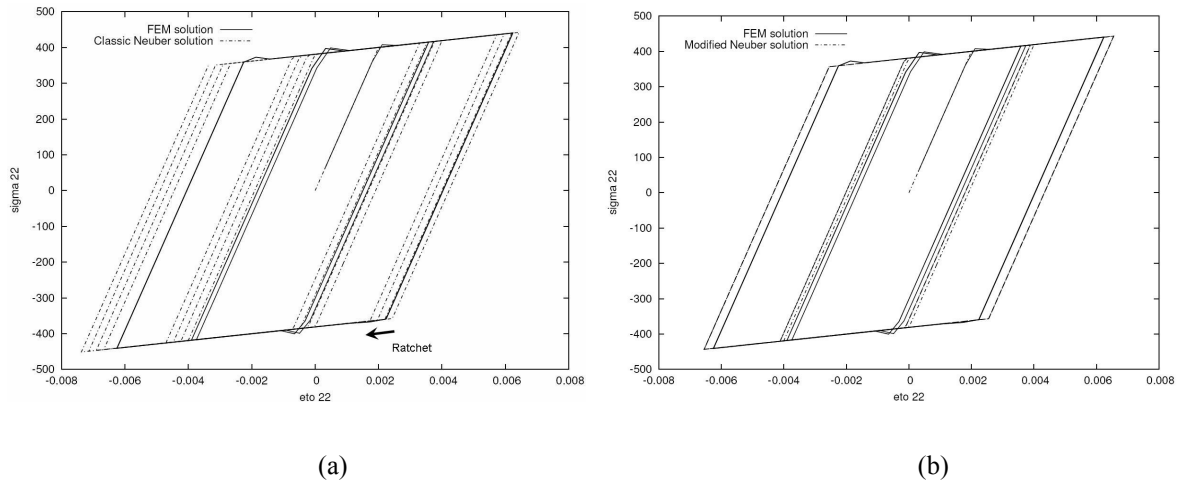 FEM solution
Classic Neuber solution
500
400
300
200
100
0
-100
-200
-300
-400
-500
sigma 22
Ratchet
-0.008 -0.006 -0.004 -0.002 0 0.002 0.004 0.006 0.008
eto 22
(a)
FEM solution
Modified Neuber solution
500
400
300
200
100
0
-100
-200
-300
-400
-500
sigma 22
-0.008 -0.006 -0.004 -0.002 0 0.002 0.004 0.006 0.008
eto 22
(b)